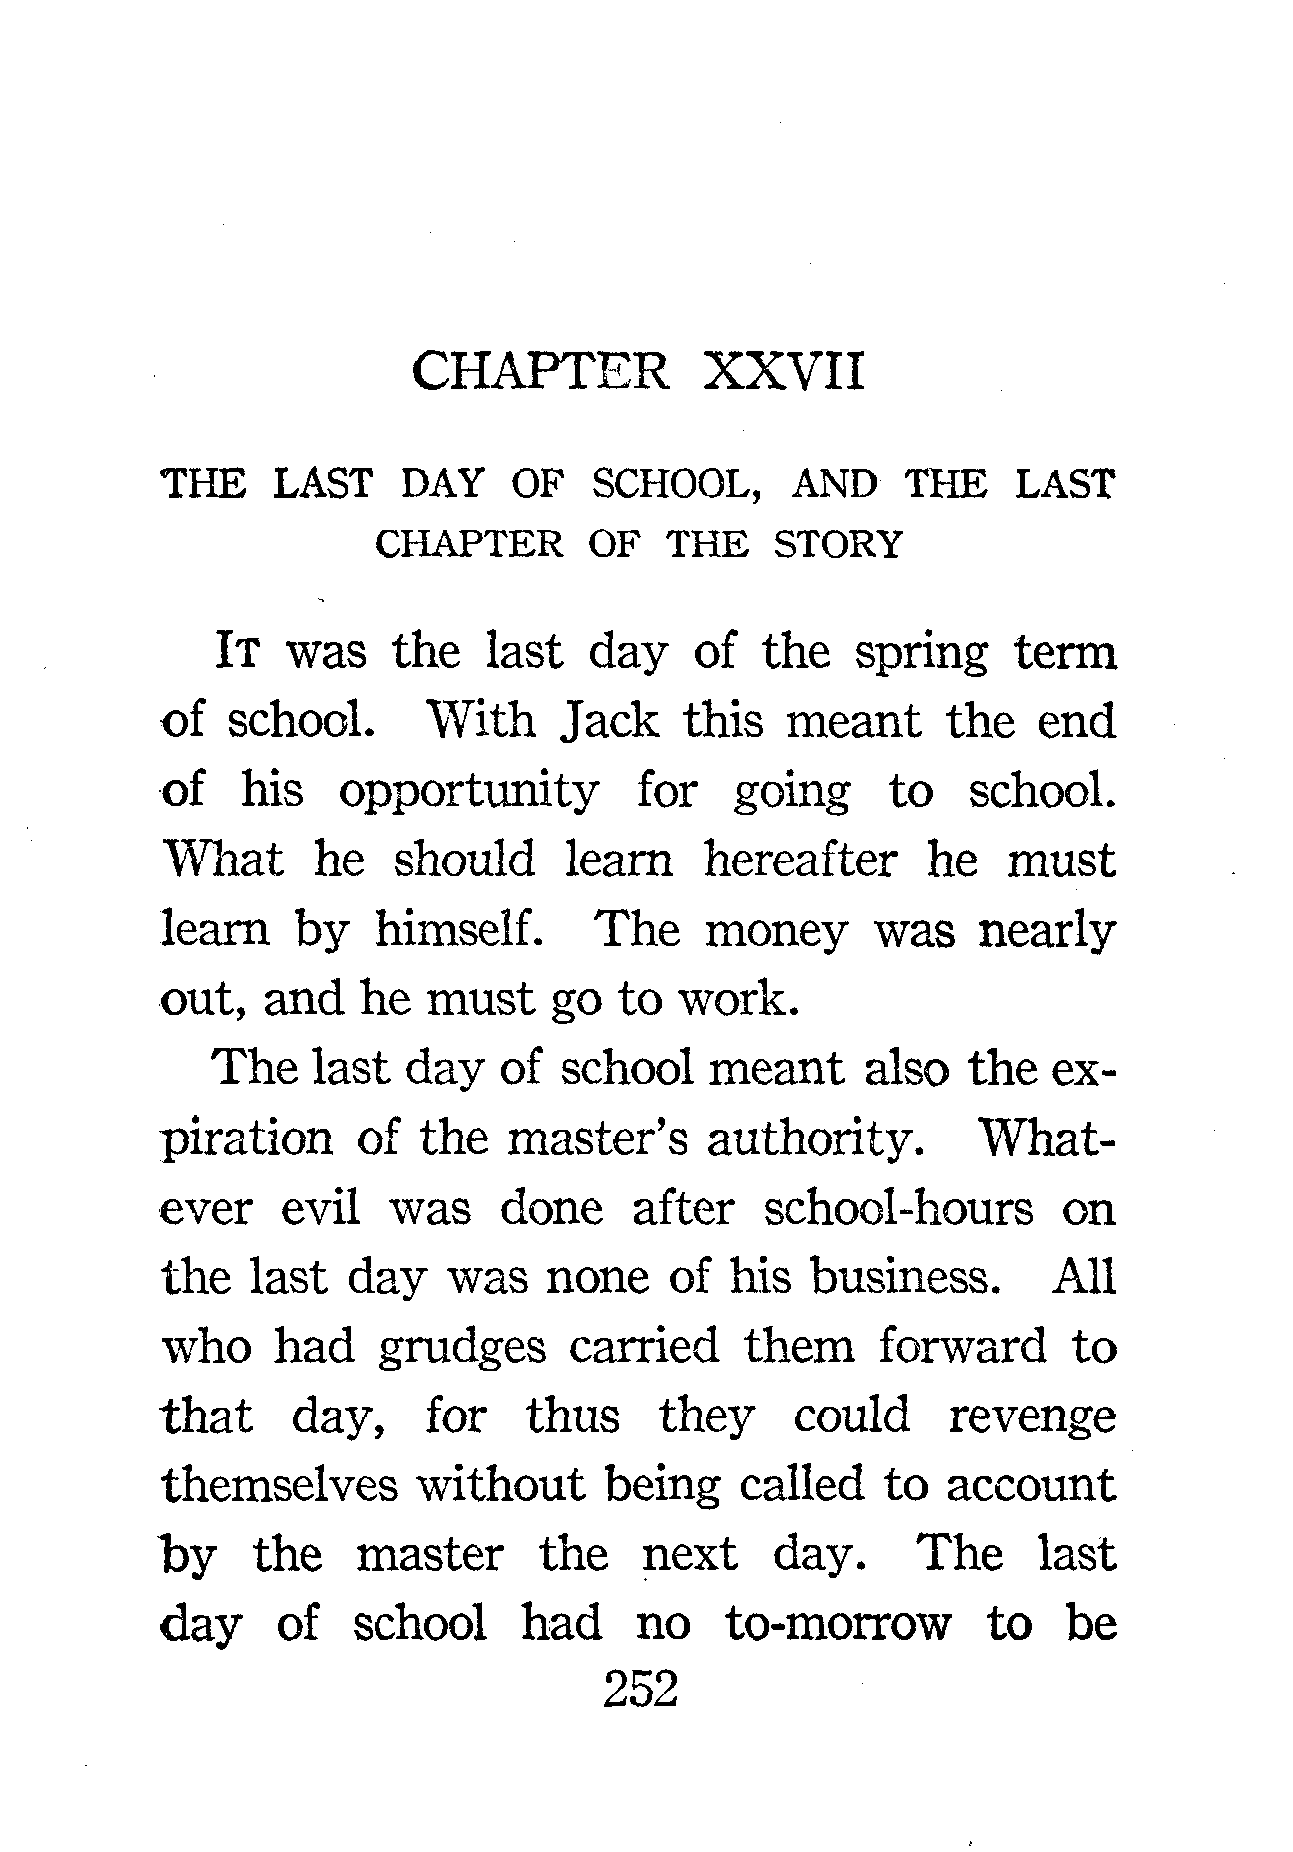 CHAPTER XXVII
THE LAST DAY OF SCHOOL, AND THE LAST
CHAPTER OF THE STORY
IT was the last day of the spring term
of school. With Jack this meant the end
of his opportunity for going to school.
What he should learn hereafter he must
learn by himself. The money was nearly
out, and he must go to work.
The last day of school meant also the ex-
piration of the master's authority. What-
ever evil was done after school-hours on
the last day was none of his business. All
who had grudges carried them forward to
that day, for thus they could revenge
themselves without being called to account
by the master the next day. The last
day of school had no to-morrow to be
252